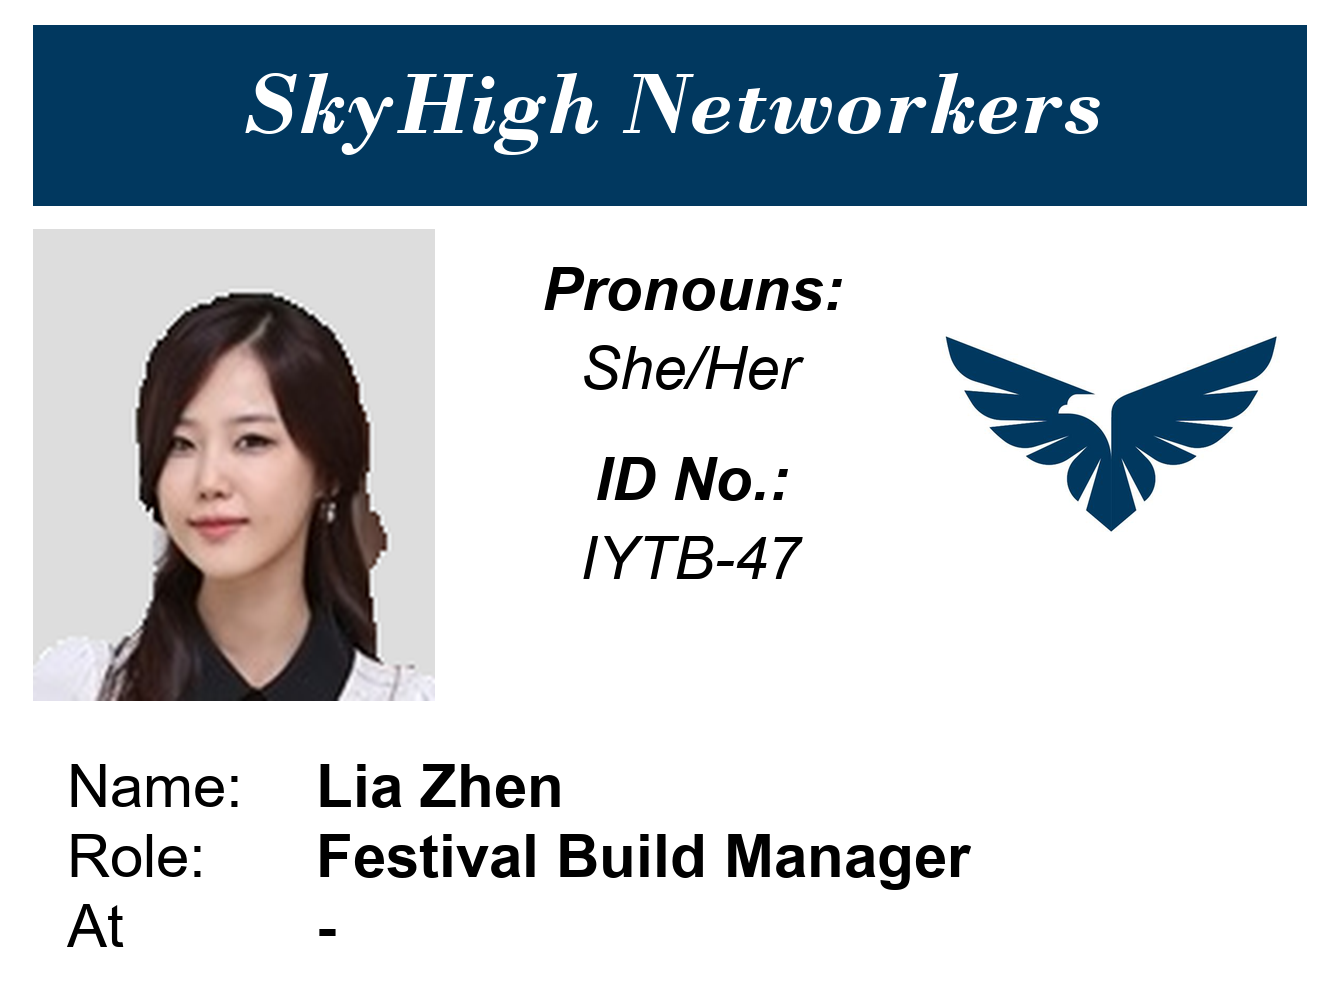 SkyHigh Networkers
Pronouns:
She/Her
ID No.:
IYTB-47
Name: Lia Zhen
Role: Festival Build Manager
At -